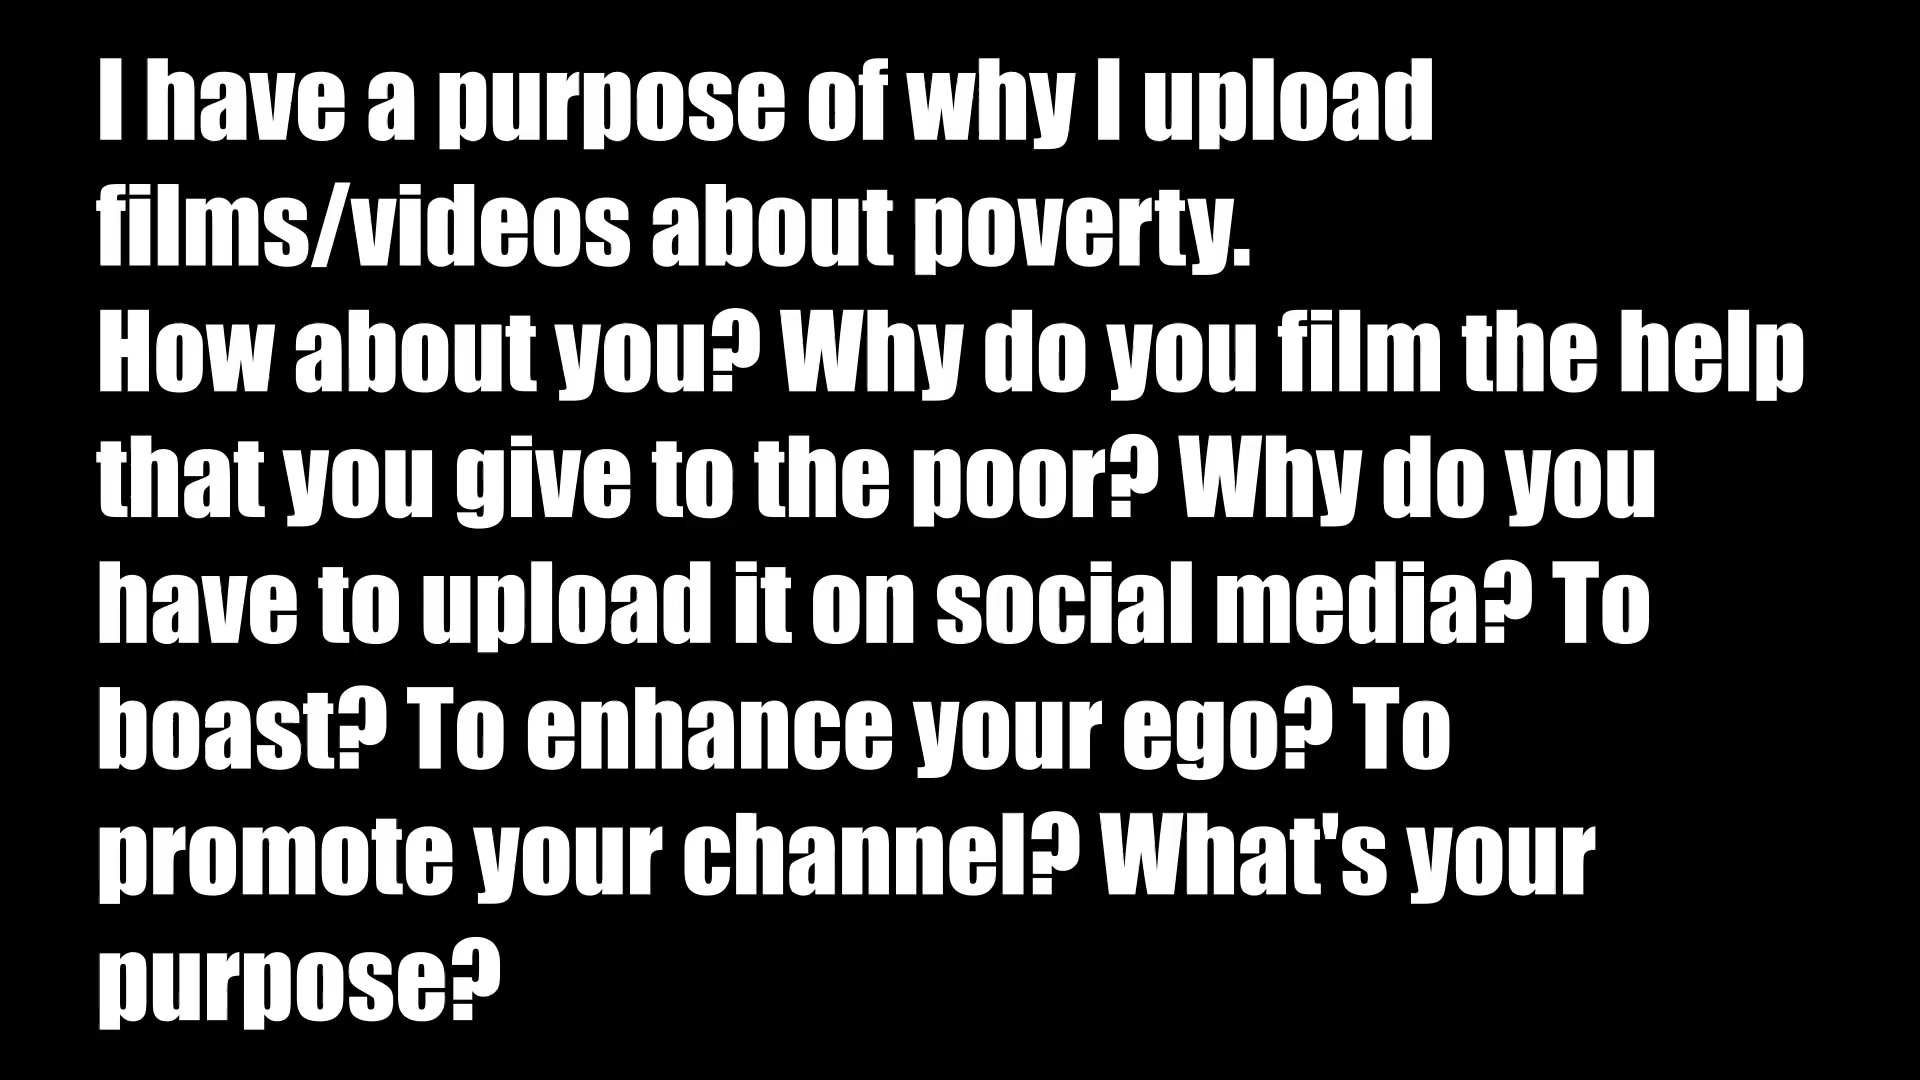 I have a purpose of why I upload
films/videos about poverty.
How about you? Why do you film the help
that you give to the poor? Why do you
have to upload it on social media? To
boast? To enhance your ego? To
promote your channel? What's your
purpose?